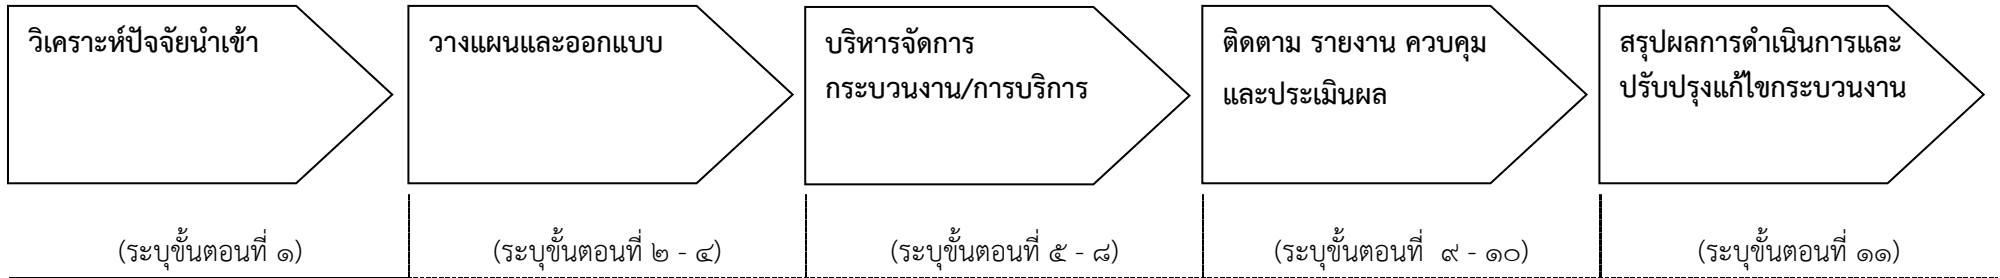 วิเคราะห์ปัจจัยนำเข้า
วางแผนและออกแบบ
บริหารจัดการ
กระบวนงาน/การบริการ
ติดตาม รายงาน ควบคุม
และประเมินผล
สรุปผลการดำเนินการและ
ปรับปรุงแก้ไขกระบวนงาน
(ระบุขั้นตอนที่ ๑)
(ระบุขั้นตอนที่ ๒ - ๔)
(ระบุขั้นตอนที่ ๕ - ๘)
(ระบุขั้นตอนที่ ๙ - ๑๐)
(ระบุขั้นตอนที่ ๑๑)